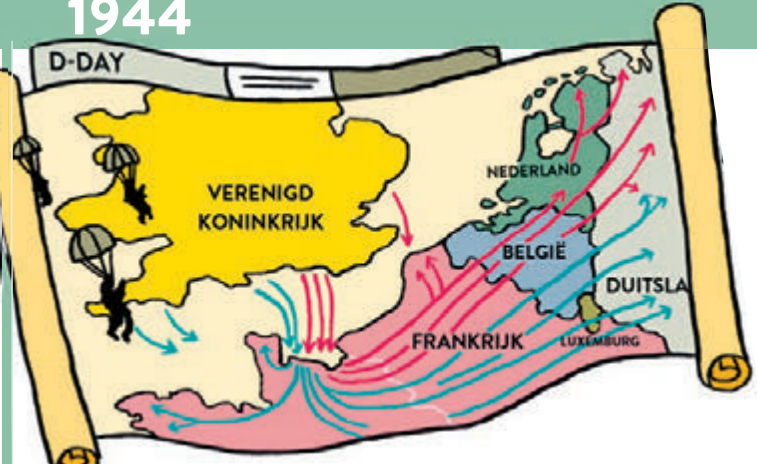 1944
D-DAY
VERENIGD
KONINKRIJK
NEDERLAND
BELGIË
DUITSLA
FRANKRIJK
LUXEMBURG